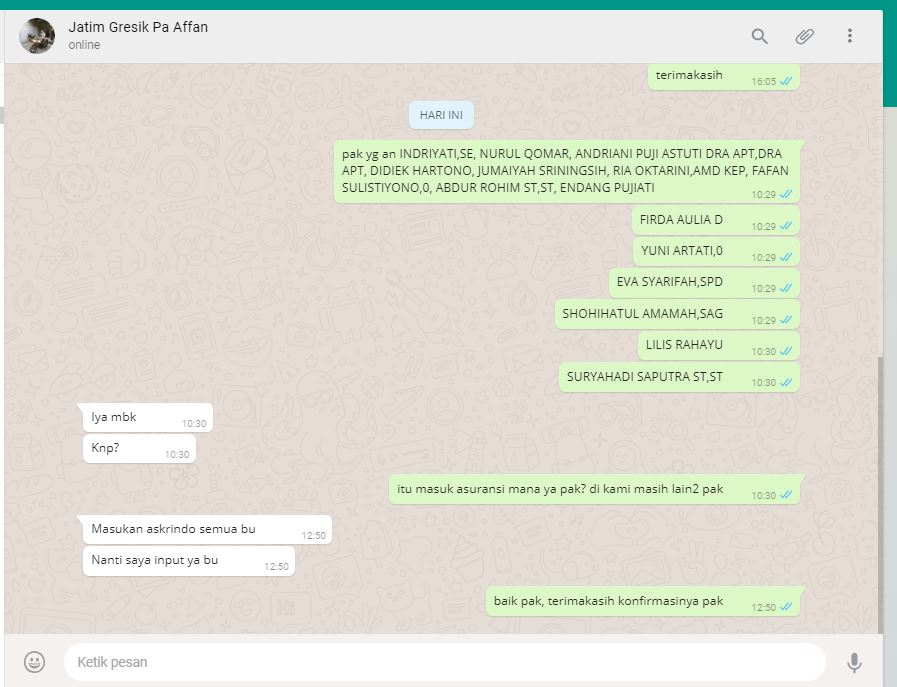 Jatim Gresik Pa Affan
online
terimakasih
16:05
HARI INI
pak yg an INDRIYATI,SE, NURUL QOMAR, ANDRIANI PUJI ASTUTI DRA APT,DRA
APT, DIDIEK HARTONO, JUMAIYAH SRININGSIH, RIA OKTARINI,AMD KEP, FAFAN
SULISTIYONO,0, ABDUR ROHIM ST,ST, ENDANG PUJIATI
10:29
FIRDA AULIA D
10:29
YUNI ARTATI,0
10:29
EVA SYARIFAH,SPD
10:29
SHOHIHATUL AMAMAH,SAG
10:29
LILIS RAHAYU
10:30
SURYAHADI SAPUTRA ST,ST
10:30
Iya mbk
10:30
Knp?
10:30
itu masuk asuransi mana ya pak? di kami masih lain2 pak
10:30
Masukan askrindo semua bu
12:50
Nanti saya input ya bu
12:50
baik pak, terimakasih konfirmasinya pak
12:50
Ketik pesan